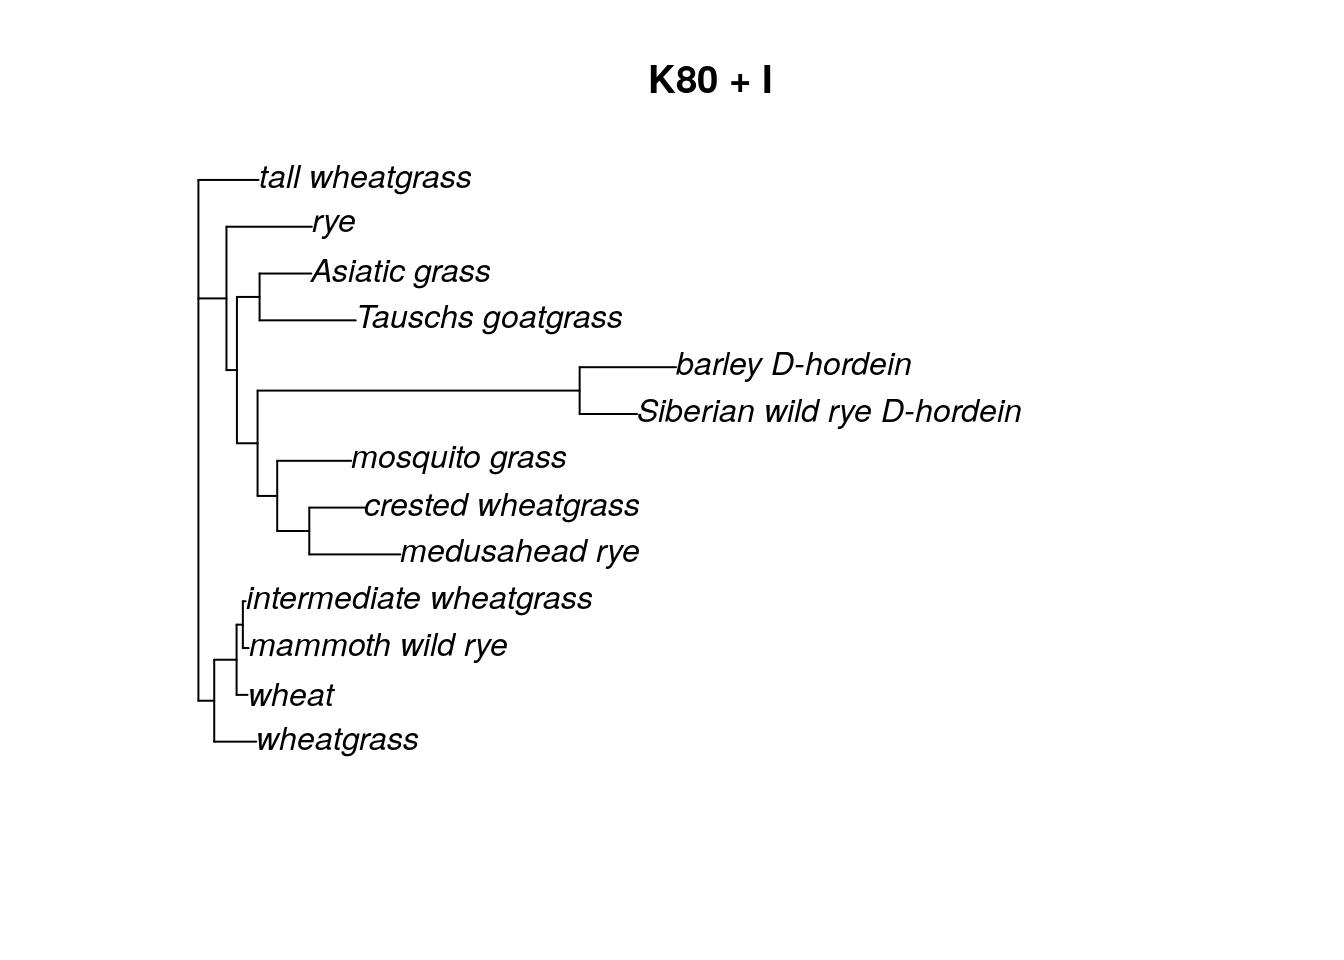 K80 + I
tall wheatgrass
rye
Asiatic grass
Tauschs goatgrass
barley D-hordein
Siberian wild rye D-hordein
mosquito grass
crested wheatgrass
medusahead rye
intermediate wheatgrass
mammoth wild rye
wheat
wheatgrass